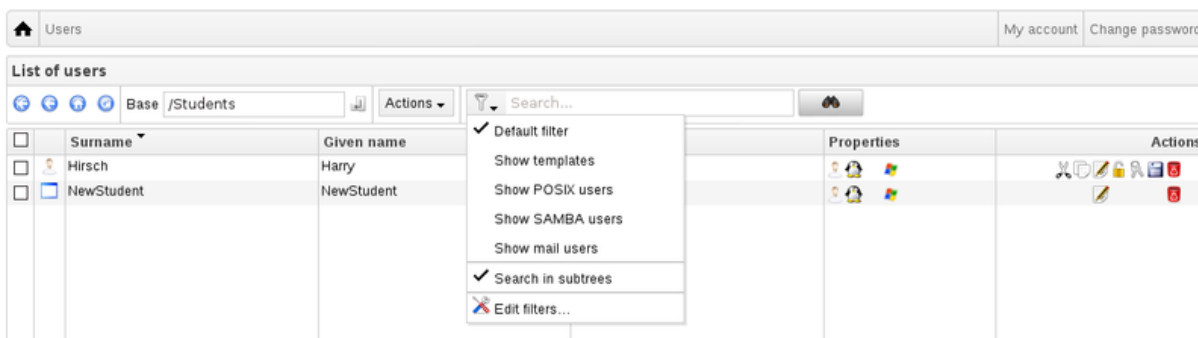 Users My account Change password
List of users
Base /Students Actions Search...
Surname Given name Properties Actions
Default filter
Hirsch Harry
Show templates
NewStudent NewStudent
Show POSIX users
Show SAMBA users
Show mail users
Search in subtrees
Edit filters...